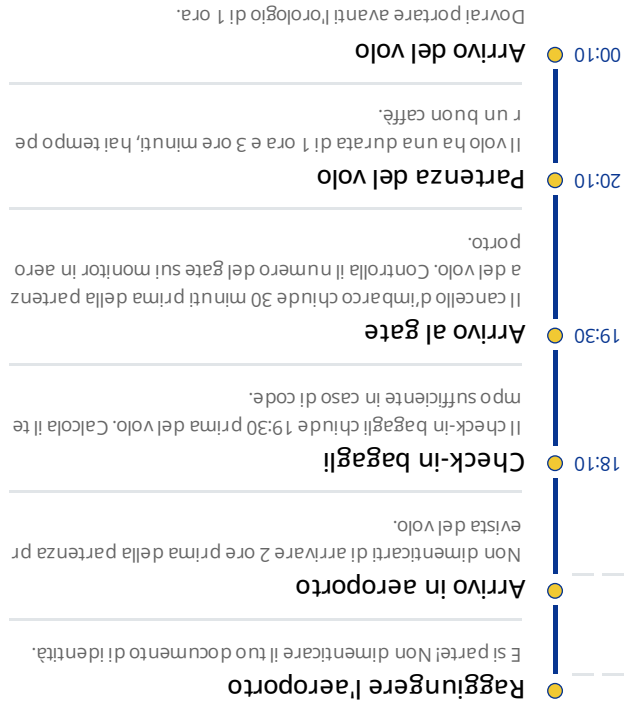 Raggiungere l'aeroporto
E si parte! Non dimenticare il tuo documento di identità.
Arrivo in aeroporto
Non dimenticarti di arrivare 2 ore prima della partenza pr
evista del volo.
18:10
Check-in bagagli
Il check-in bagagli chiude 19:30 prima del volo. Calcola il te
mpo sufficiente in caso di code.
19:30
Arrivo al gate
Il cancello d'imbarco chiude 30 minuti prima della partenz
a del volo. Controlla il numero del gate sui monitor in aero
porto.
20:10
Partenza del volo
Il volo ha una durata di 1 ora e 3 ore minuti, hai tempo pe
r un buon caffè.
00:10
Arrivo del volo
Dovrai portare avanti l'orologio di 1 ora.